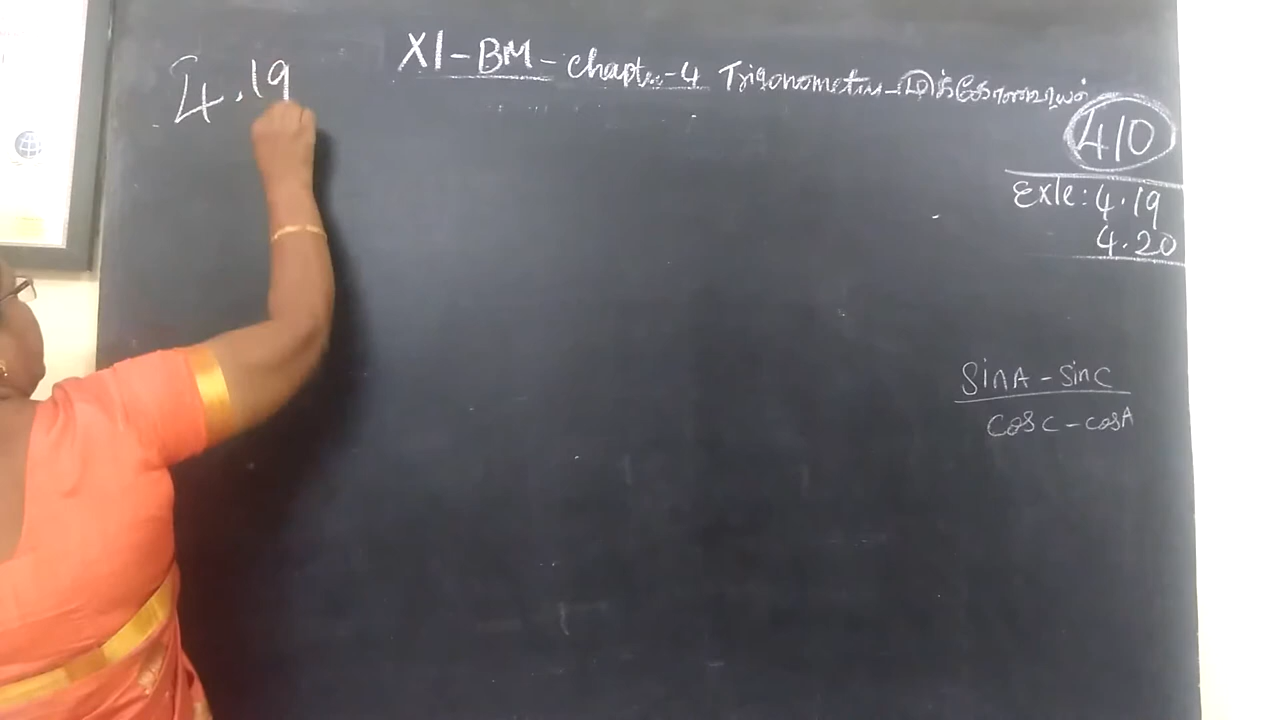 4.19
XI-BM-Chapter-4 Trigonometry-திரிகோணமிதி
410
Exle: 4.19
4.20
SinA - SinC
CosC - CosA